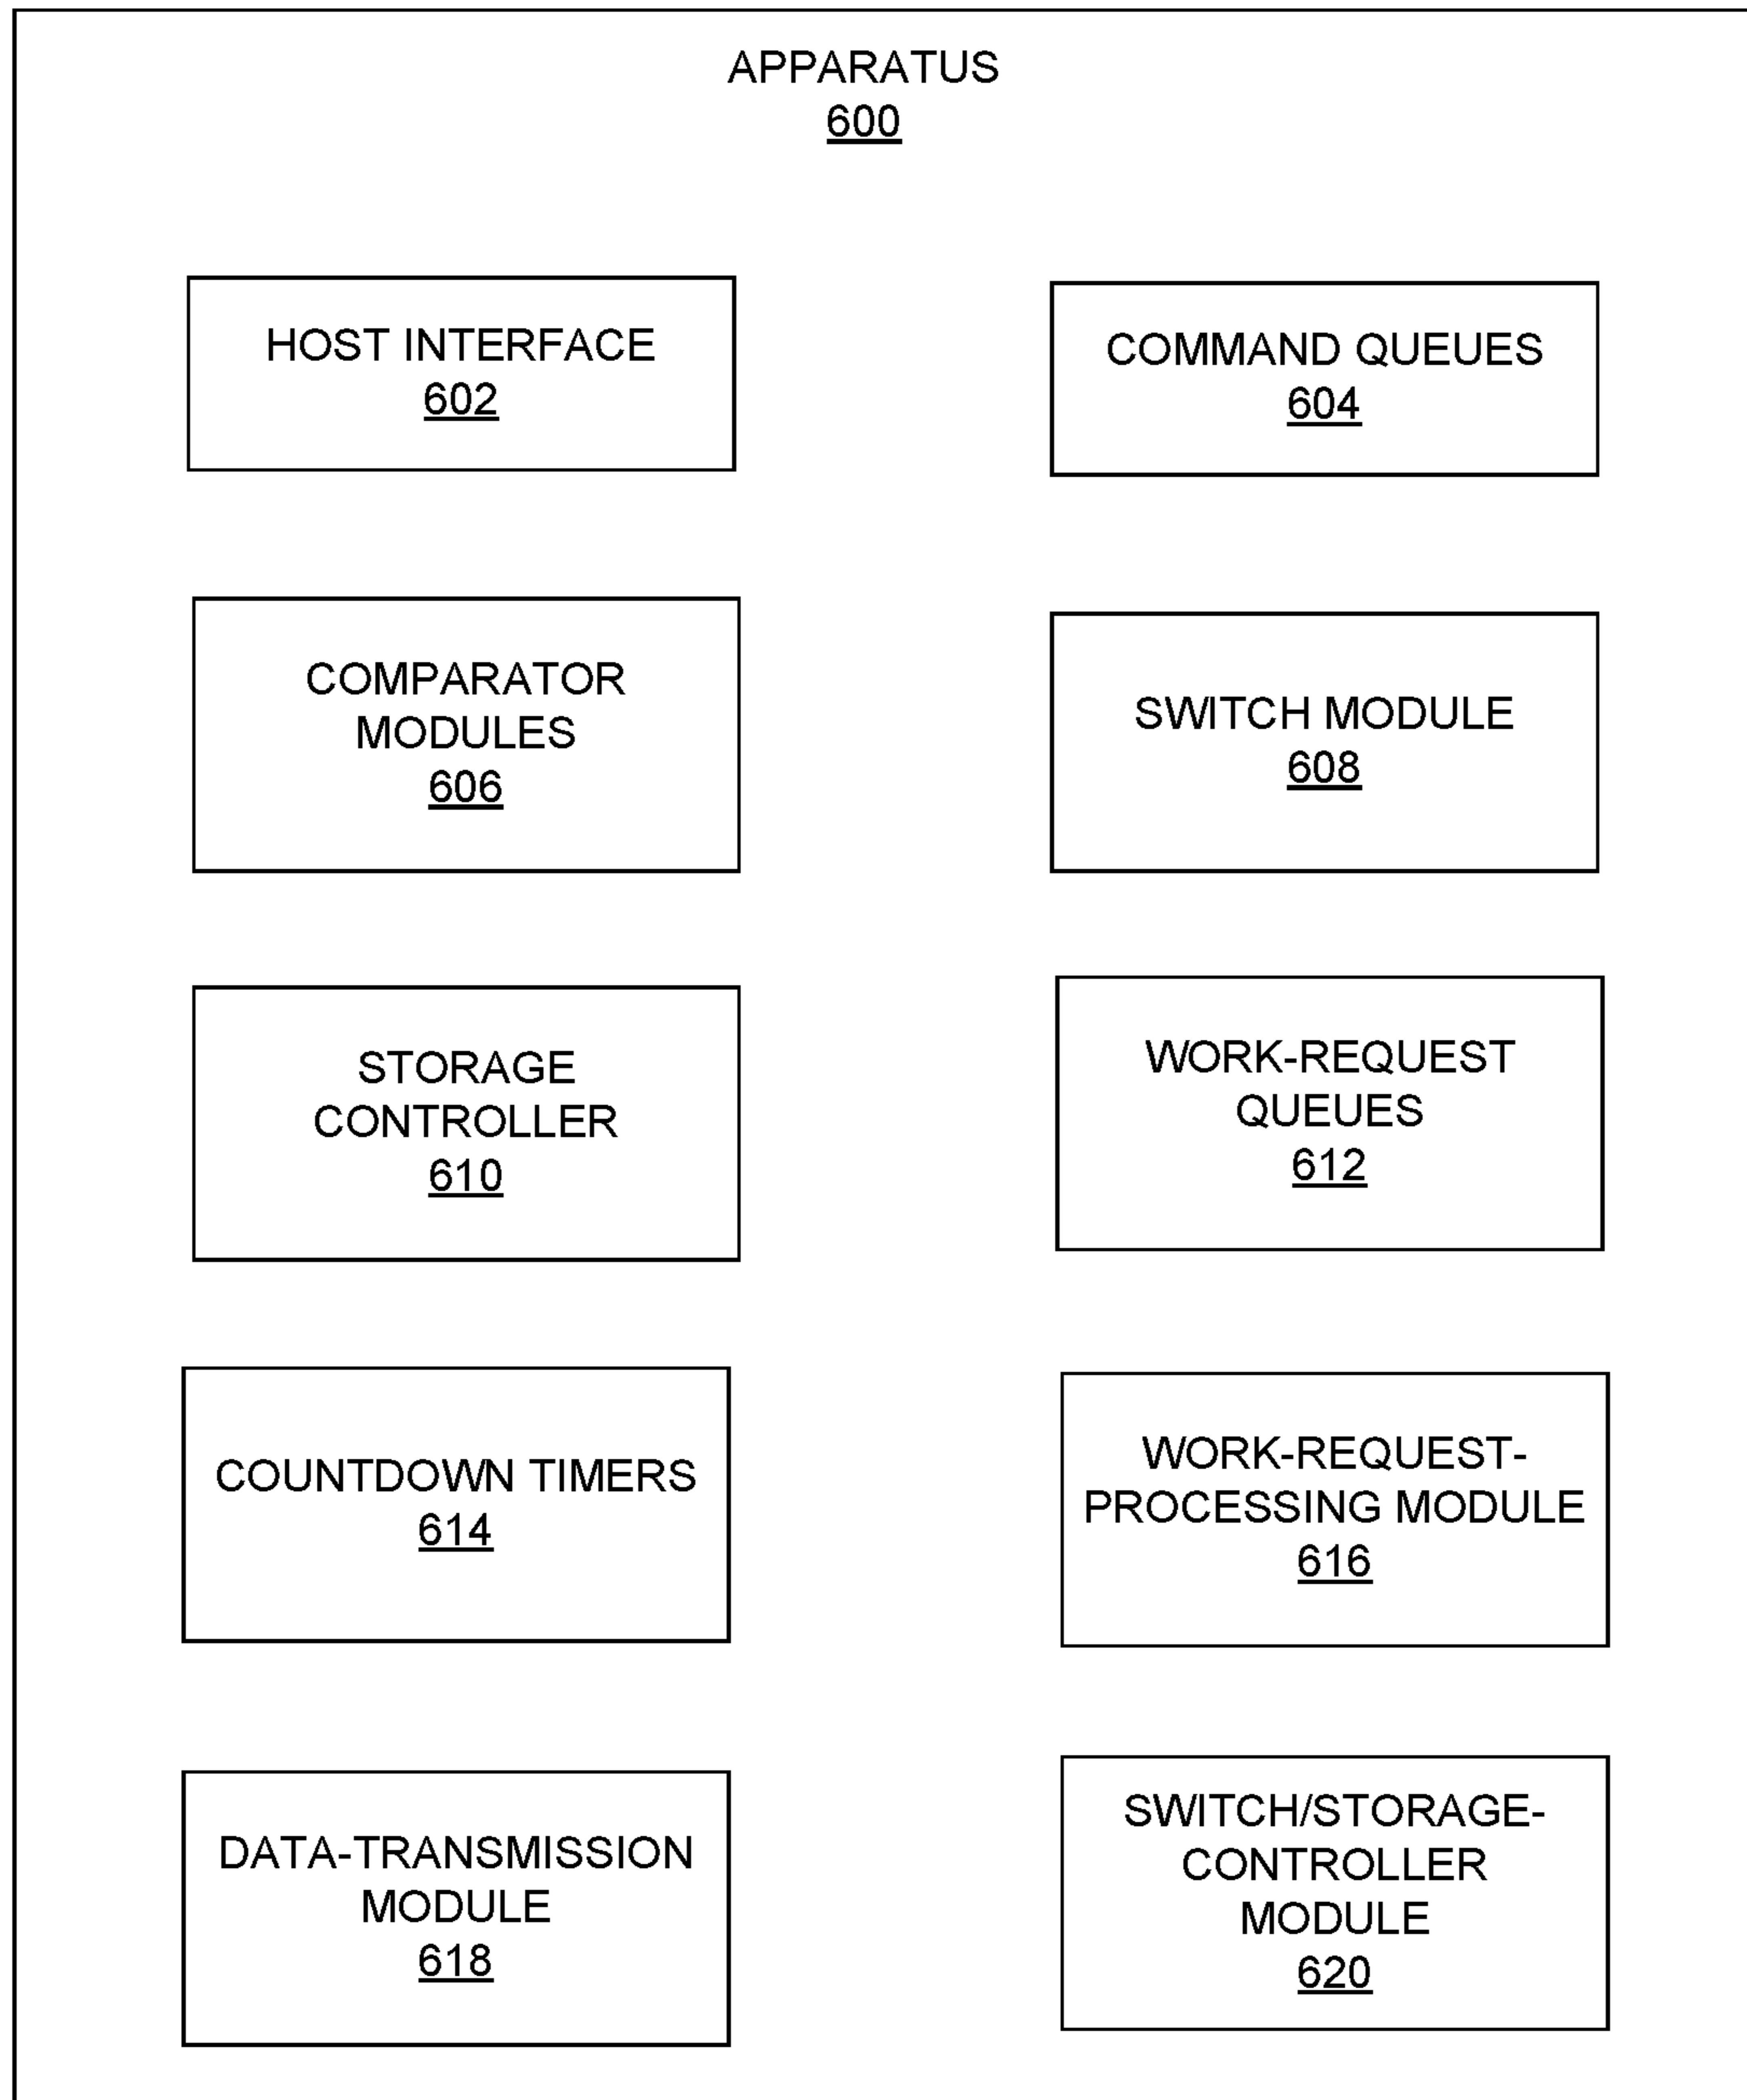 APPARATUS
600
HOST INTERFACE
602
COMMAND QUEUES
604
COMPARATOR
MODULES
606
SWITCH MODULE
608
STORAGE
CONTROLLER
610
WORK-REQUEST
QUEUES
612
COUNTDOWN TIMERS
614
WORK-REQUEST-
PROCESSING MODULE
616
DATA-TRANSMISSION
MODULE
618
SWITCH/STORAGE-
CONTROLLER
MODULE
620